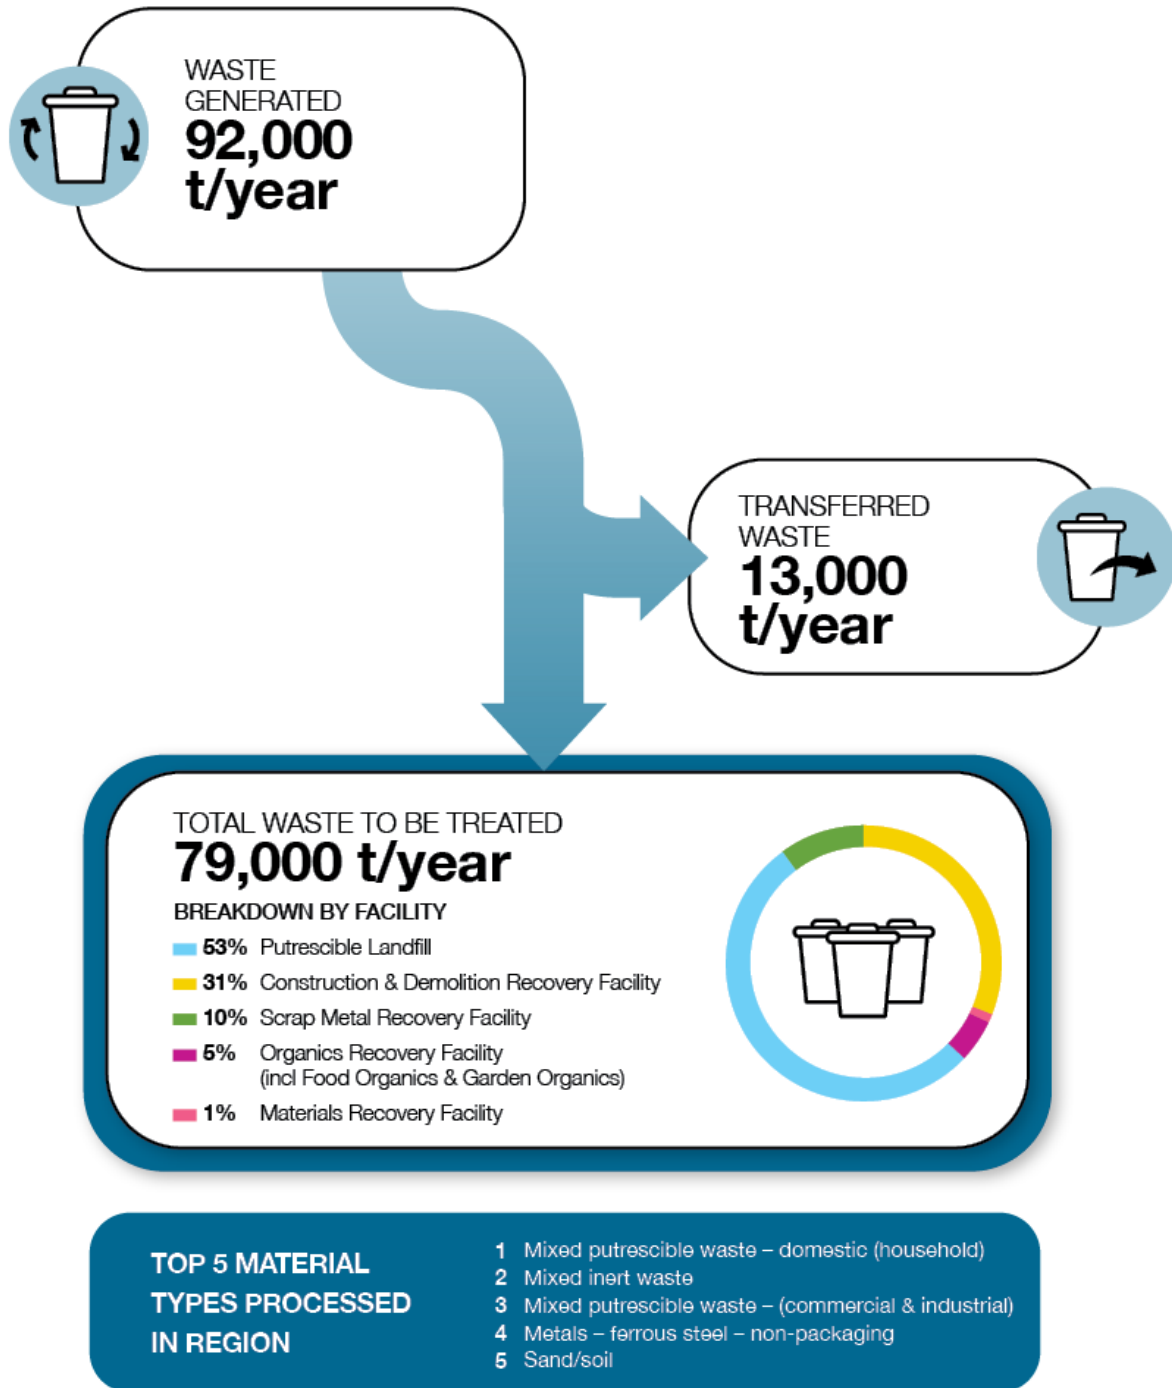 WASTE
GENERATED
92,000
t/year
TRANSFERRED
WASTE
13,000
t/year
TOTAL WASTE TO BE TREATED
79,000 t/year
BREAKDOWN BY FACILITY
53% Putrescible Landfill
31% Construction & Demolition Recovery Facility
10% Scrap Metal Recovery Facility
5% Organics Recovery Facility
(incl Food Organics & Garden Organics)
1% Materials Recovery Facility
TOP 5 MATERIAL
TYPES PROCESSED
IN REGION
1 Mixed putrescible waste – domestic (household)
2 Mixed inert waste
3 Mixed putrescible waste – (commercial & industrial)
4 Metals – ferrous steel – non-packaging
5 Sand/soil